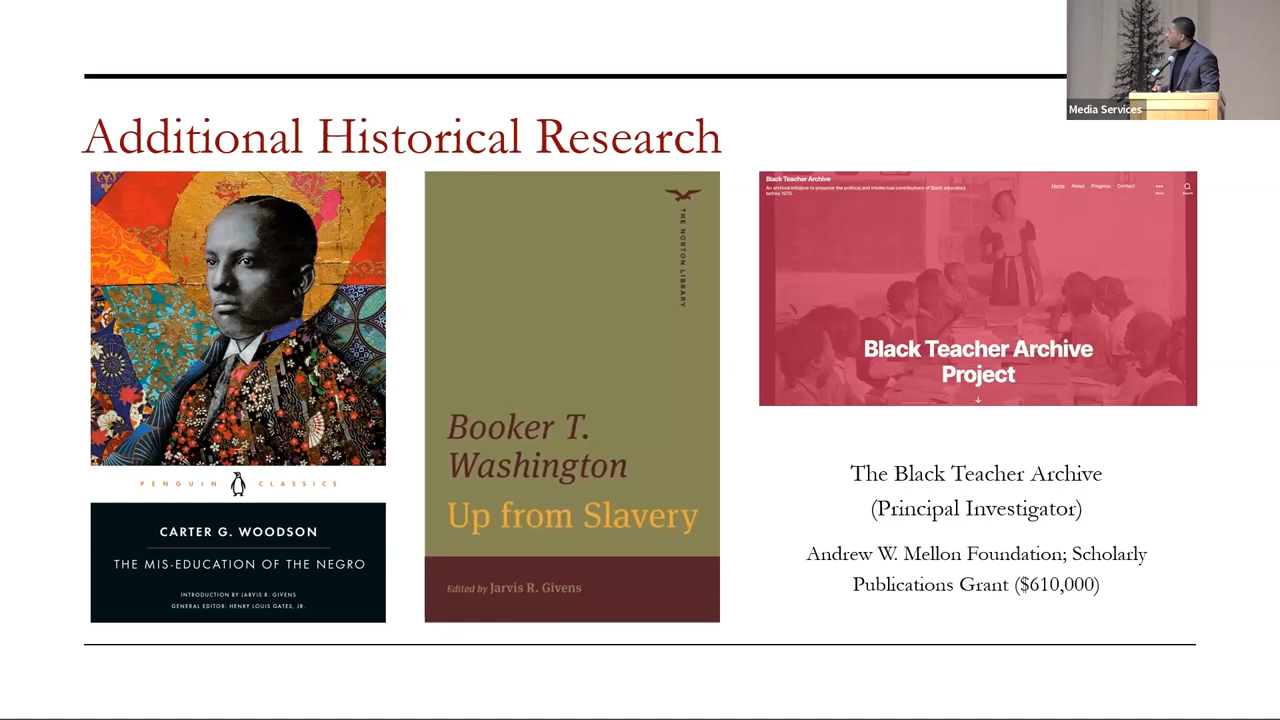 Media Services
Additional Historical Research
PENGUIN CLASSICS
CARTER G. WOODSON
THE MIS-EDUCATION OF THE NEGRO
INTRODUCTION BY JARVIS R. GIVENS
GENERAL EDITOR: HENRY LOUIS GATES, JR.
THE NORTON LIBRARY
Booker T.
Washington
Up from Slavery
Edited by Jarvis R. Givens
Black Teacher Archive
An archival initiative to preserve the political and intellectual contributions of Black educators
before 1970.
Home About Progress Contact
Menu
Search
Black Teacher Archive
Project
The Black Teacher Archive
(Principal Investigator)
Andrew W. Mellon Foundation; Scholarly
Publications Grant ($610,000)